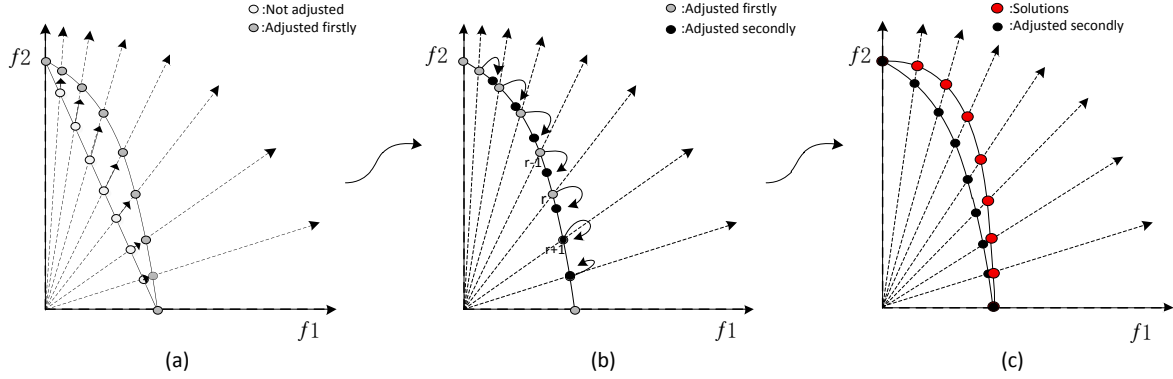 :Not adjusted
:Adjusted firstly
f2
f1
(a)
:Adjusted firstly
:Adjusted secondly
f2
r-1
r
r+1
f1
(b)
:Solutions
:Adjusted secondly
f2
f1
(c)